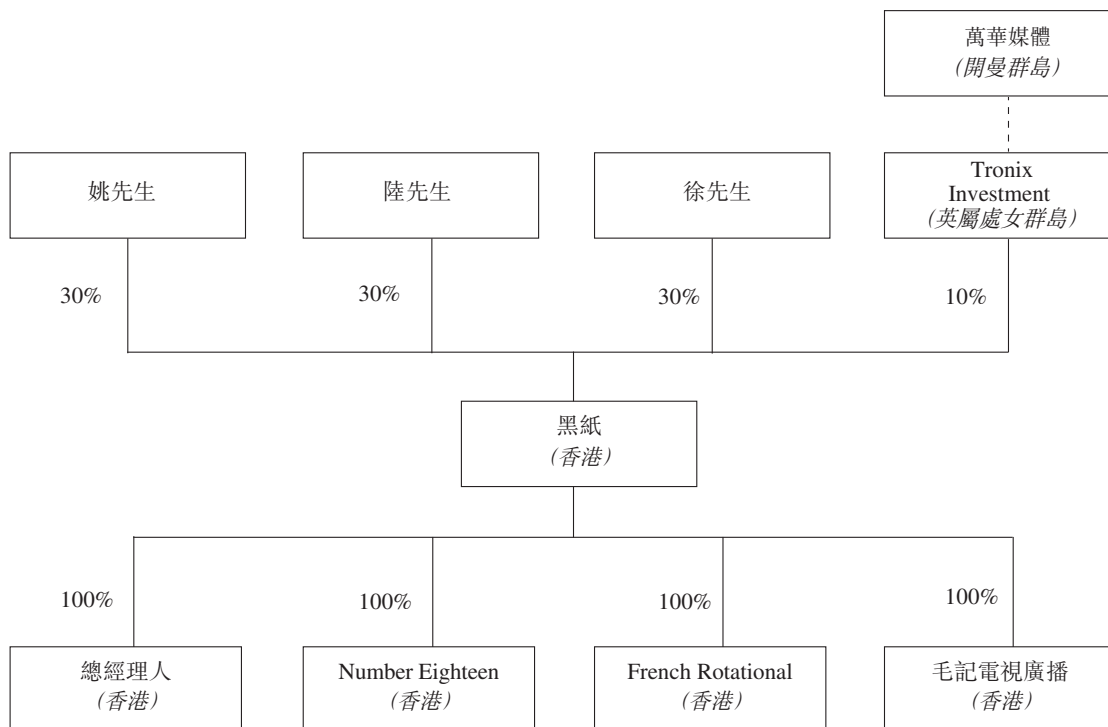 萬華媒體
(開曼群島)
姚先生
陸先生
徐先生
Tronix
Investment
(英屬處女群島)
30%
30%
30%
10%
黑紙
(香港)
100%
100%
100%
100%
總經理人
(香港)
Number Eighteen
(香港)
French Rotational
(香港)
毛記電視廣播
(香港)